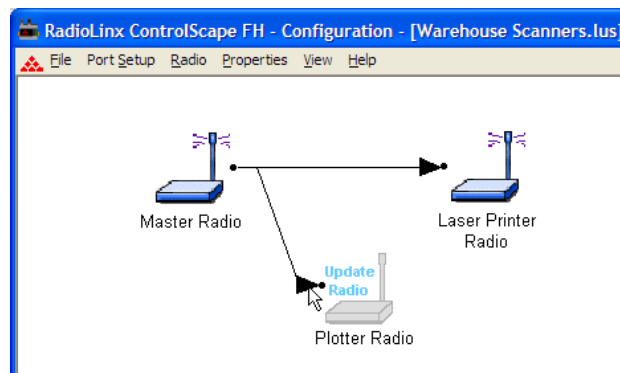 RadioLinx ControlScape FH - Configuration - [Warehouse Scanners.lus]
File Port Setup Radio Properties View Help
Master Radio
Laser Printer
Radio
Update
Radio
Plotter Radio